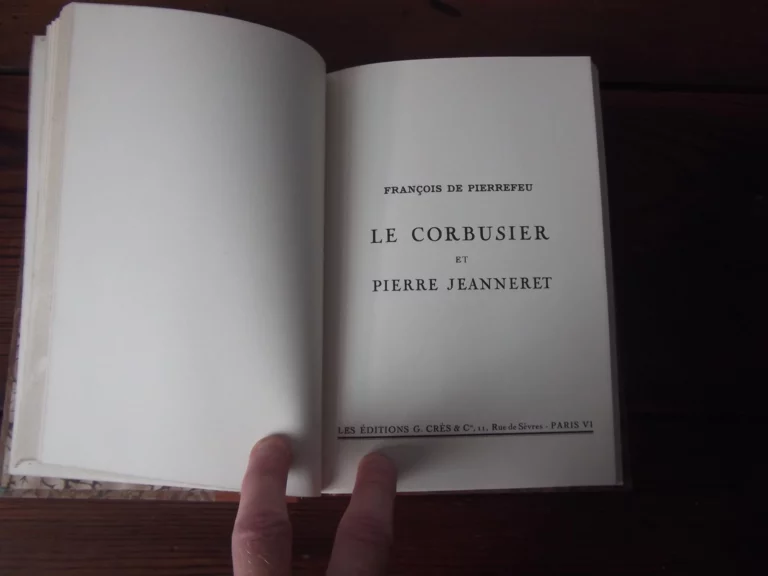 FRANÇOIS DE PIERREFEU
LE CORBUSIER
ET
PIERRE JEANNERET
LES ÉDITIONS G. CRÈS & Cie, 11, Rue de Sèvres - PARIS VI